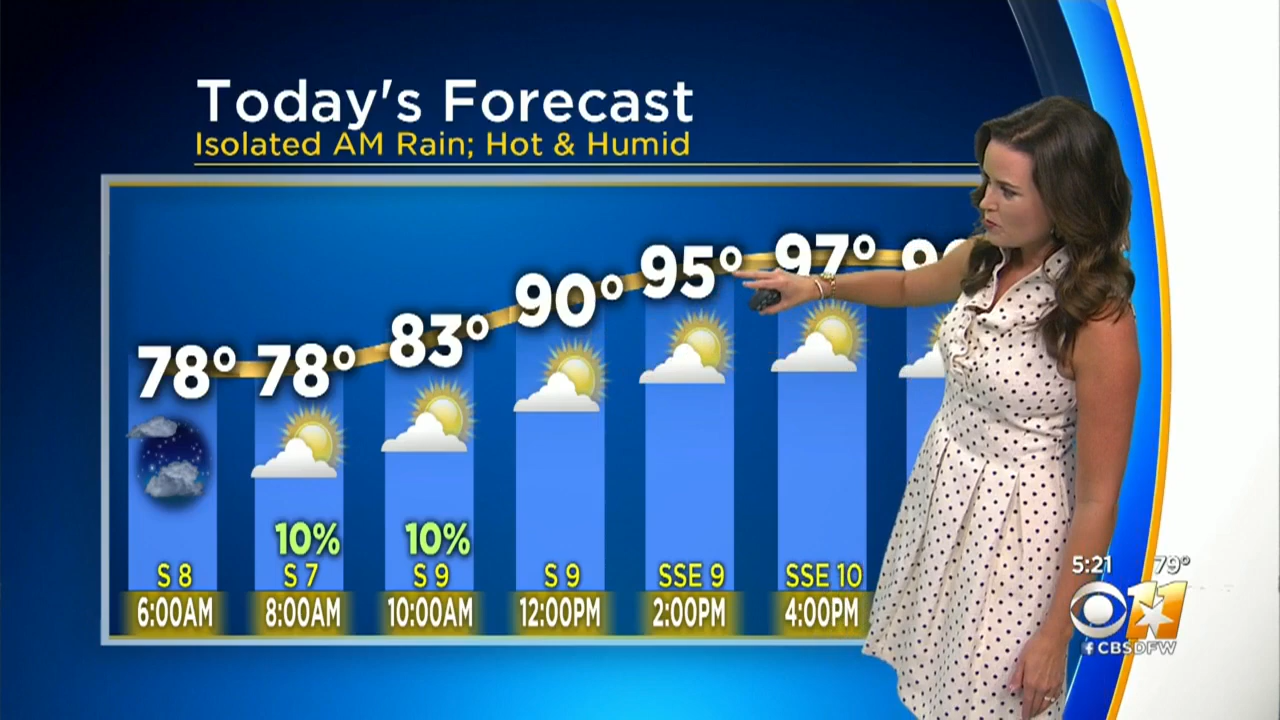 Today's Forecast
Isolated AM Rain; Hot & Humid
78° 78° 83° 90° 95° 97°
10% 10%
S 8 S 7 S 9 S 9 SSE 9 SSE 10
6:00AM 8:00AM 10:00AM 12:00PM 2:00PM 4:00PM
5:21 79°
11
CBSDFW